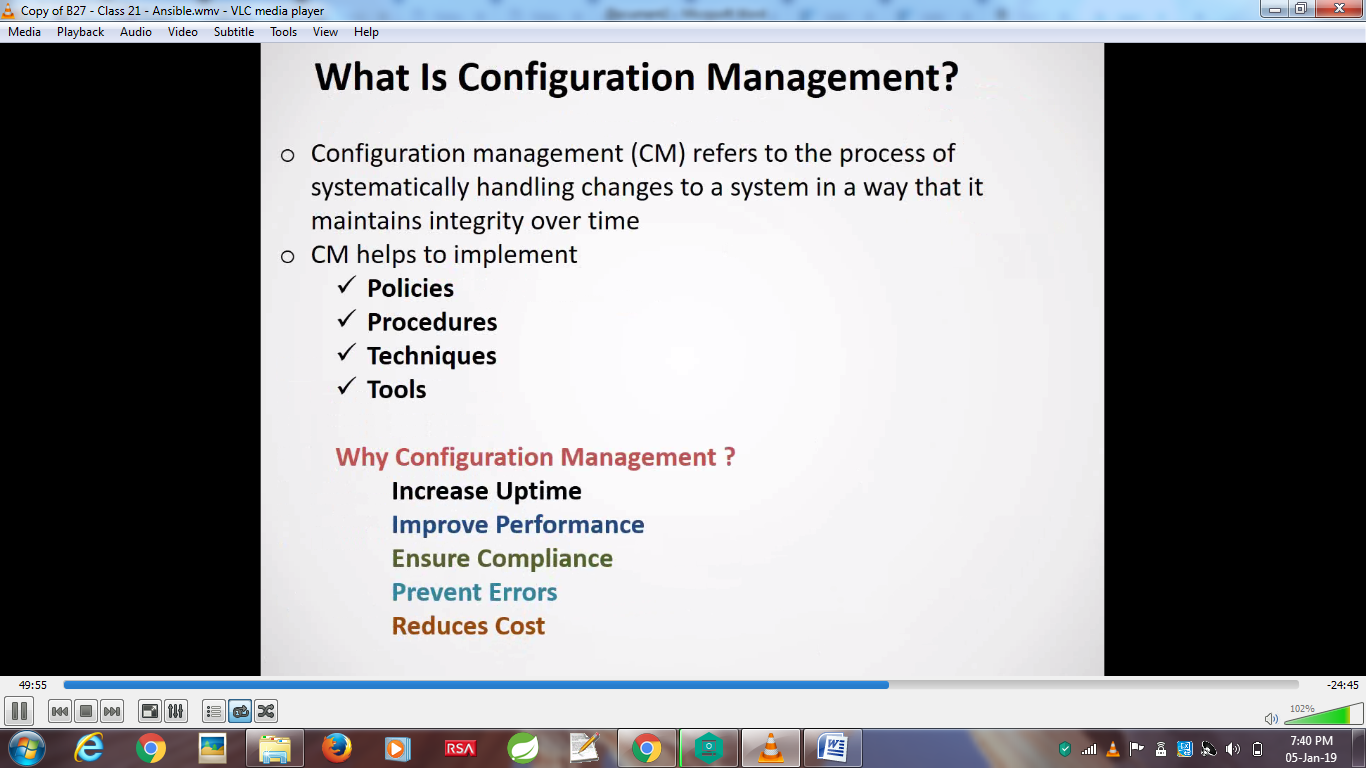 Copy of B27 - Class 21 - Ansible.wmv - VLC media player
Media Playback Audio Video Subtitle Tools View Help
What Is Configuration Management?
o Configuration management (CM) refers to the process of
systematically handling changes to a system in a way that it
maintains integrity over time
o CM helps to implement
✓ Policies
✓ Procedures
✓ Techniques
✓ Tools
Why Configuration Management ?
Increase Uptime
Improve Performance
Ensure Compliance
Prevent Errors
Reduces Cost
49:55 -24:45
102%
RSA
7:40 PM
05-Jan-19